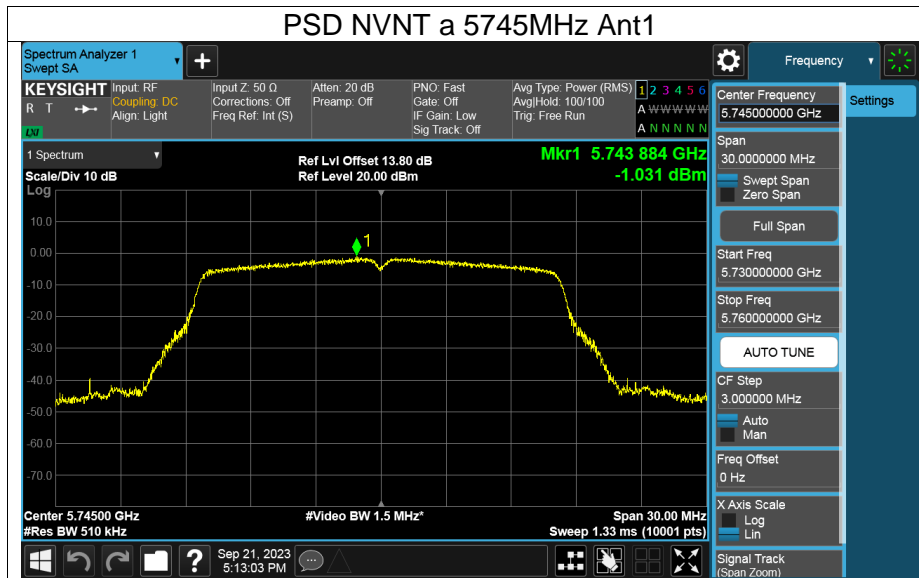 PSD NVNT a 5745MHz Ant1
Spectrum Analyzer 1
Swept SA
+
Frequency
KEYSIGHT
R T
LXI
Input: RF
Coupling: DC
Align: Light
Input Z: 50 Ω
Corrections: Off
Freq Ref: Int (S)
Atten: 20 dB
Preamp: Off
PNO: Fast
Gate: Off
IF Gain: Low
Sig Track: Off
Avg Type: Power (RMS)
Avg|Hold: 100/100
Trig: Free Run
1 2 3 4 5 6
A W W W W W
A N N N N N
1 Spectrum
Scale/Div 10 dB
Log
Ref Lvl Offset 13.80 dB
Ref Level 20.00 dBm
Mkr1 5.743 884 GHz
-1.031 dBm
1
10.0
0.00
-10.0
-20.0
-30.0
-40.0
-50.0
-60.0
-70.0
Center 5.74500 GHz
#Res BW 510 kHz
#Video BW 1.5 MHz*
Span 30.00 MHz
Sweep 1.33 ms (10001 pts)
Center Frequency
5.745000000 GHz
Span
30.0000000 MHz
Swept Span
Zero Span
Full Span
Start Freq
5.730000000 GHz
Stop Freq
5.760000000 GHz
AUTO TUNE
CF Step
3.000000 MHz
Auto
Man
Freq Offset
0 Hz
X Axis Scale
Log
Lin
Signal Track
(Span Zoom)
Settings
?
Sep 21, 2023
5:13:03 PM